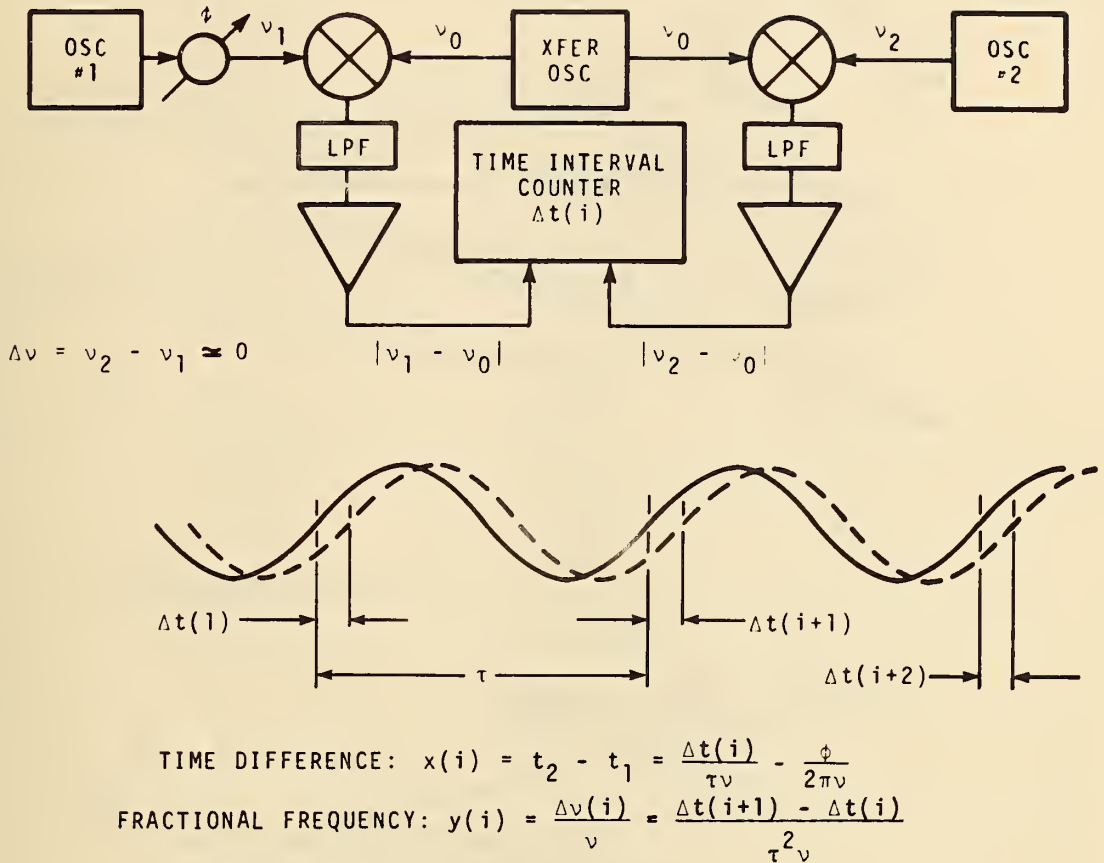 OSC #1
ϕ
ν₁
ν₀
XFER OSC
ν₀
ν₂
OSC #2
LPF
TIME INTERVAL COUNTER Δt(i)
LPF
Δν = ν₂ - ν₁ ≃ 0
|ν₁ - ν₀|
|ν₂ - ν₀|
Δt(1)
Δt(i+1)
τ
Δt(i+2)
TIME DIFFERENCE: x(i) = t₂ - t₁ = Δt(i)/τν - ϕ/2πν
FRACTIONAL FREQUENCY: y(i) = Δν(i)/ν = Δt(i+1) - Δt(i)/τ²ν